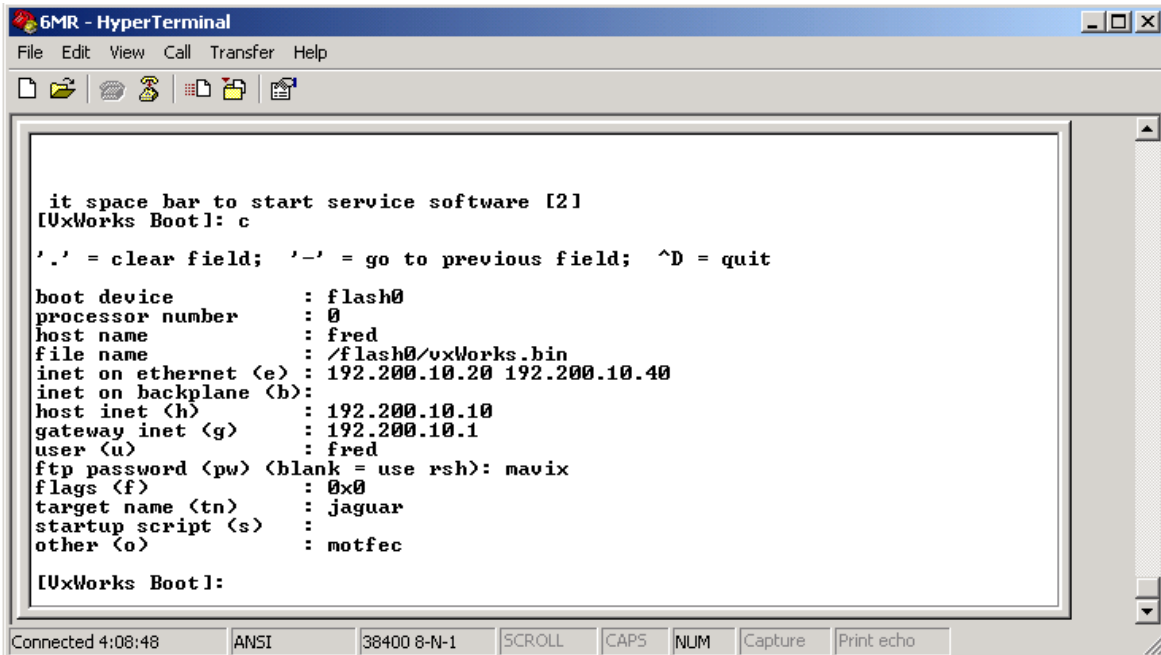 6MR - HyperTerminal
File Edit View Call Transfer Help
it space bar to start service software [2]
[VxWorks Boot]: c
'.' = clear field;  '-' = go to previous field;  ^D = quit
boot device : flash0
processor number : 0
host name : fred
file name : /flash0/vxWorks.bin
inet on ethernet (e) : 192.200.10.20 192.200.10.40
inet on backplane (b):
host inet (h) : 192.200.10.10
gateway inet (g) : 192.200.10.1
user (u) : fred
ftp password (pw) (blank = use rsh): mavix
flags (f) : 0x0
target name (tn) : jaguar
startup script (s) :
other (o) : motfec
[VxWorks Boot]:
Connected 4:08:48 ANSI 38400 8-N-1 SCROLL CAPS NUM Capture Print echo